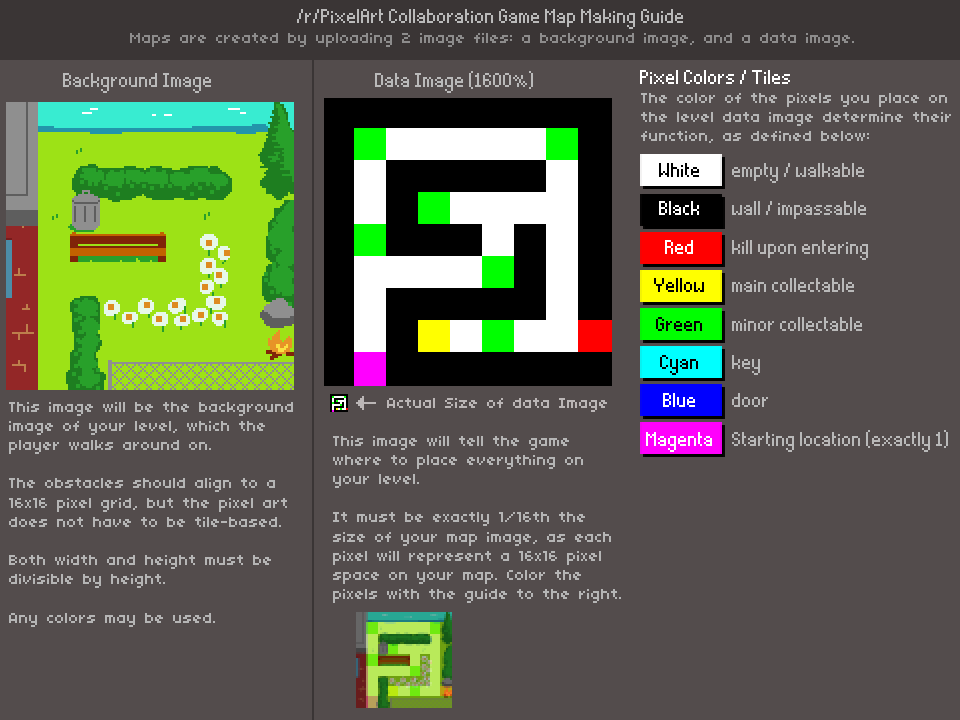 /r/PixelArt Collaboration Game Map Making Guide
Maps are created by uploading 2 image files: a background image, and a data image.
Background Image
This image will be the background
image of your level, which the
player walks around on.
The obstacles should align to a
16x16 pixel grid, but the pixel art
does not have to be tile-based.
Both width and height must be
divisible by height.
Any colors may be used.
Data Image (1600%)
Actual Size of data Image
This image will tell the game
where to place everything on
your level.
It must be exactly 1/16th the
size of your map image, as each
pixel will represent a 16x16 pixel
space on your map. Color the
pixels with the guide to the right.
Pixel Colors / Tiles
The color of the pixels you place on
the level data image determine their
function, as defined below:
White empty / walkable
Black wall / impassable
Red kill upon entering
Yellow main collectable
Green minor collectable
Cyan key
Blue door
Magenta Starting location (exactly 1)